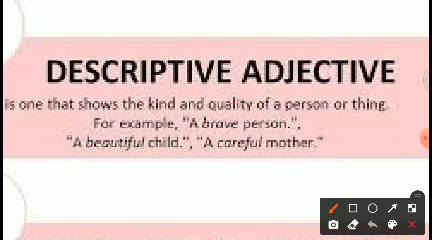 DESCRIPTIVE ADJECTIVE
is one that shows the kind and quality of a person or thing.
For example, "A brave person.",
"A beautiful child.", "A careful mother."